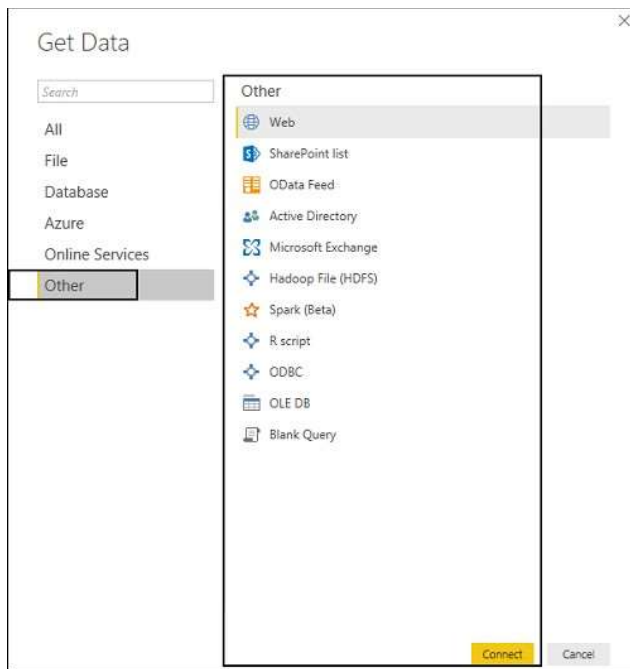 Get Data
Search
All
File
Database
Azure
Online Services
Other
Other
Web
SharePoint list
OData Feed
Active Directory
Microsoft Exchange
Hadoop File (HDFS)
Spark (Beta)
R script
ODBC
OLE DB
Blank Query
Connect
Cancel